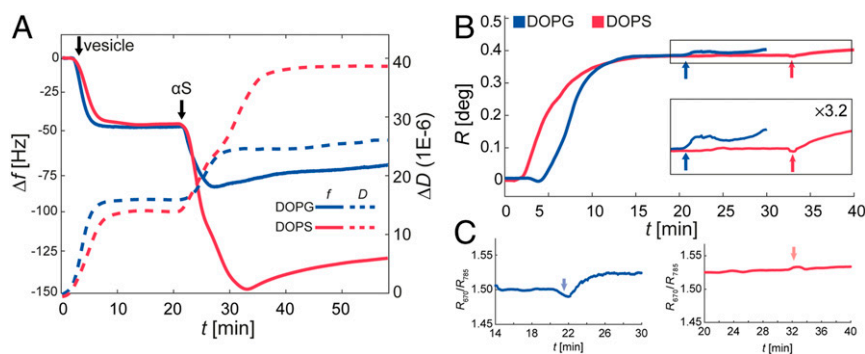 A
vesicle
αS
Δf [Hz]
0
-50
-75
-100
-125
-150
ΔD (1E-6)
40
30
20
10
0
f D
DOPG
DOPS
0 10 20 30 40 50
t [min]
B
DOPG DOPS
R [deg]
0.4
0.3
0.2
0.1
0
×3.2
0 5 10 15 20 25 30 35 40
t [min]
C
R670/R785
1.55
1.50
1.45
14 18 22 26 30
t [min]
R670/R785
1.55
1.50
1.45
20 24 28 32 36 40
t [min]